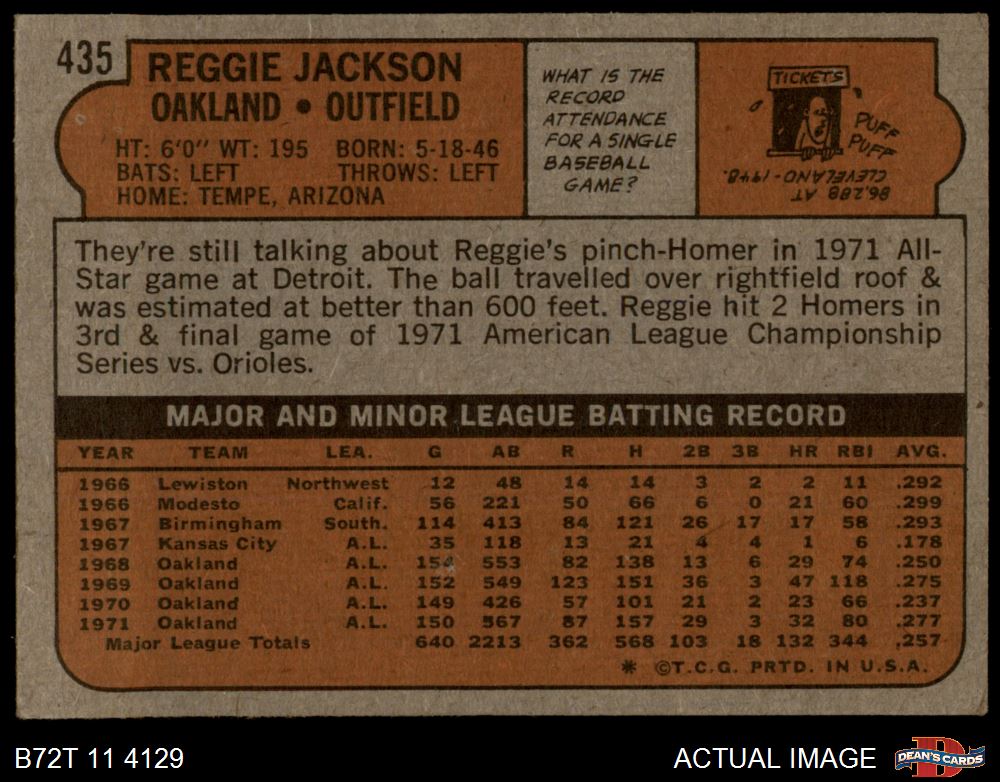 435
REGGIE JACKSON
OAKLAND • OUTFIELD
HT: 6'0" WT: 195 BORN: 5-18-46
BATS: LEFT THROWS: LEFT
HOME: TEMPE, ARIZONA
WHAT IS THE
RECORD
ATTENDANCE
FOR A SINGLE
BASEBALL
GAME?
TICKETS
PUFF
PUFF
86,288 AT
CLEVELAND - 1948.
They're still talking about Reggie's pinch-Homer in 1971 All-
Star game at Detroit. The ball travelled over rightfield roof &
was estimated at better than 600 feet. Reggie hit 2 Homers in
3rd & final game of 1971 American League Championship
Series vs. Orioles.
MAJOR AND MINOR LEAGUE BATTING RECORD
YEAR TEAM LEA. G AB R H 2B 3B HR RBI AVG.
1966 Lewiston Northwest 12 48 14 14 3 2 2 11 .292
1966 Modesto Calif. 56 221 50 66 6 0 21 60 .299
1967 Birmingham South. 114 413 84 121 26 17 17 58 .293
1967 Kansas City A.L. 35 118 13 21 4 4 1 6 .178
1968 Oakland A.L. 154 553 82 138 13 6 29 74 .250
1969 Oakland A.L. 152 549 123 151 36 3 47 118 .275
1970 Oakland A.L. 149 426 57 101 21 2 23 66 .237
1971 Oakland A.L. 150 567 87 157 29 3 32 80 .277
Major League Totals 640 2213 362 568 103 18 132 344 .257
* ©T.C.G. PRTD. IN U.S.A.
B72T 11 4129
ACTUAL IMAGE
D
DEAN'S CARDS